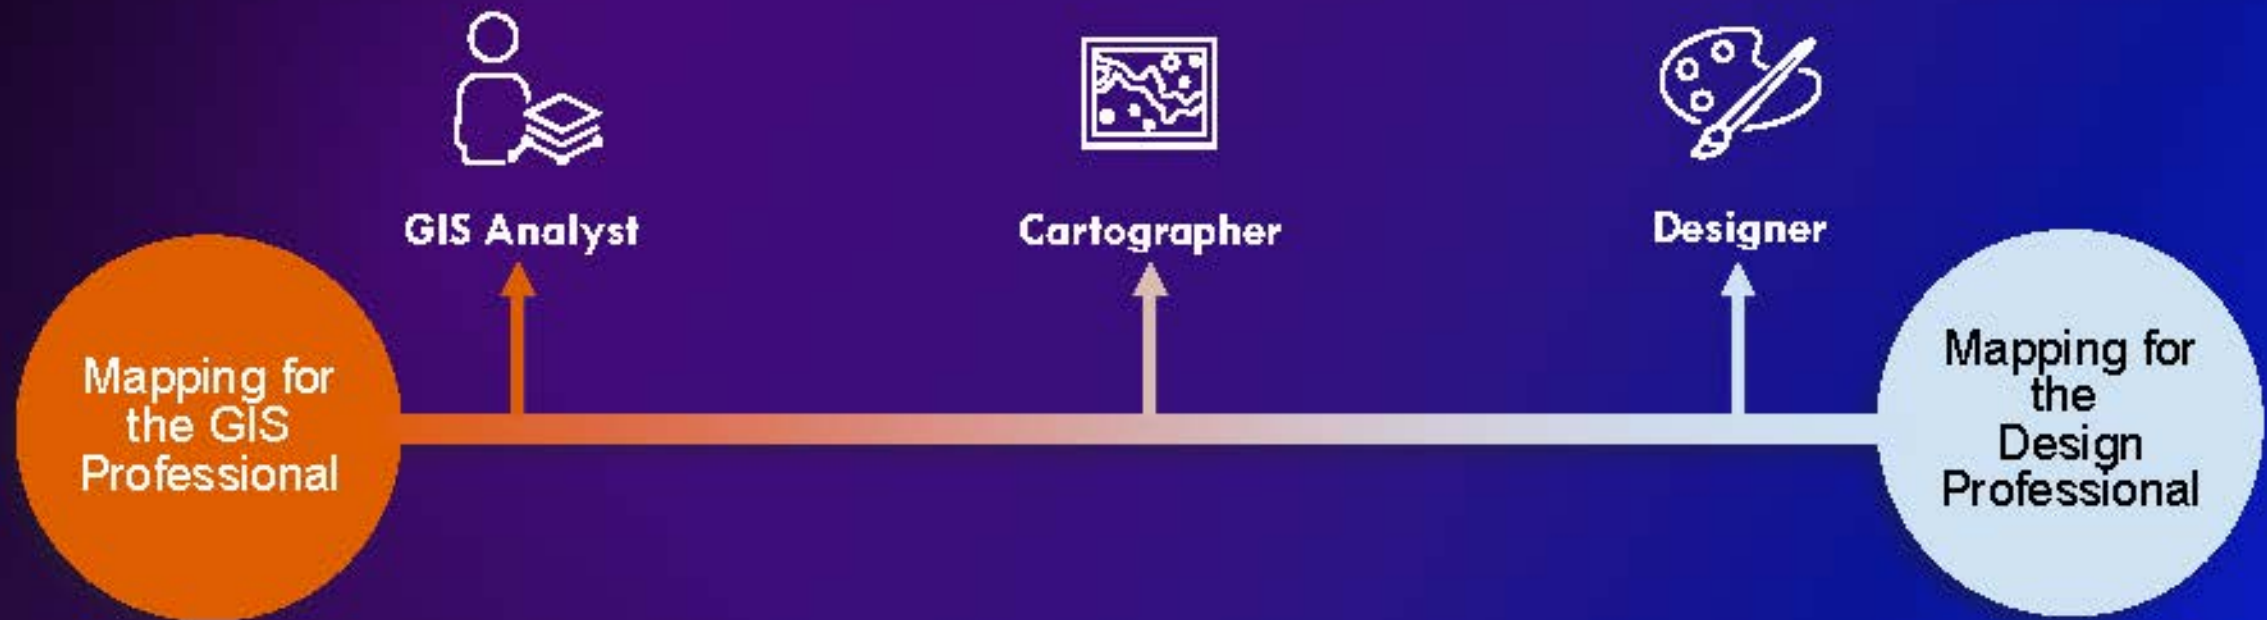 GIS Analyst
Cartographer
Designer
Mapping for
the GIS
Professional
Mapping for
the
Design
Professional